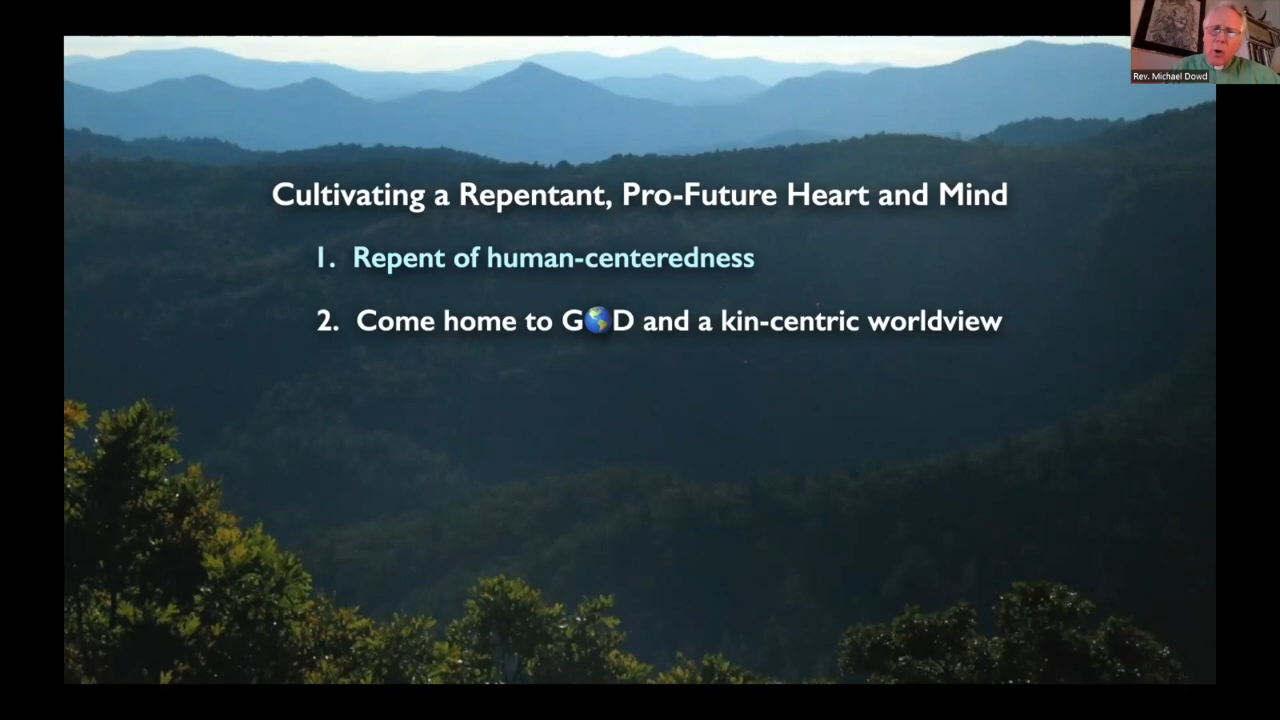 Rev. Michael Dowd
Cultivating a Repentant, Pro-Future Heart and Mind
1. Repent of human-centeredness
2. Come home to G🌎D and a kin-centric worldview